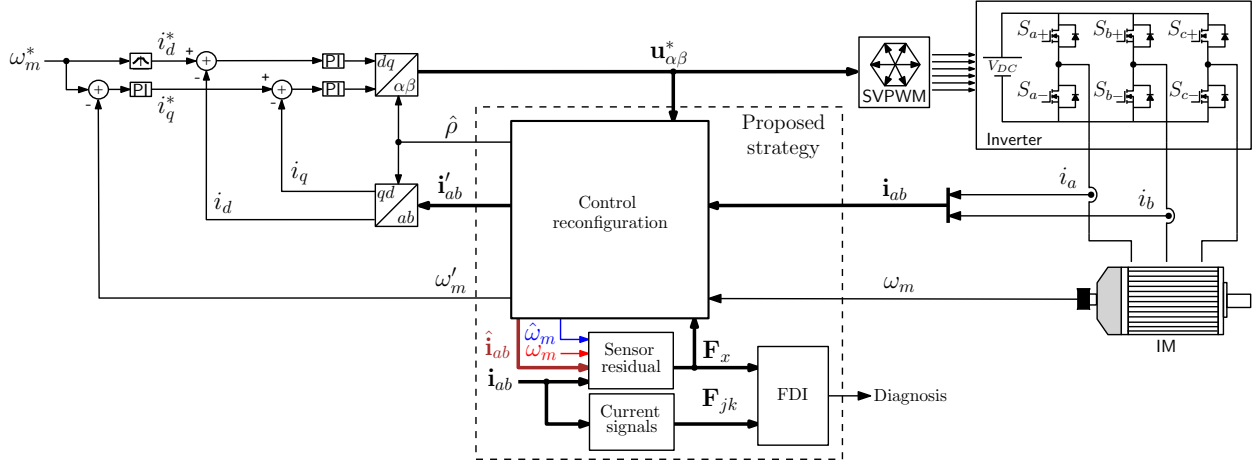 ω*m
i*d
+
+
-
-
i*q
PI
+
+
-
PI
PI
dq
αβ
u*αβ
SVPWM
VDC
Sa+
Sb+
Sc+
Sa−
Sb−
Sc−
Inverter
Proposed
strategy
ρ̂
iq
id
qd
ab
i′ab
Control
reconfiguration
iab
ia
ib
ω′m
ωm
IM
îab
ω̂m
ωm
iab
Sensor
residual
Fx
Current
signals
Fjk
FDI
Diagnosis